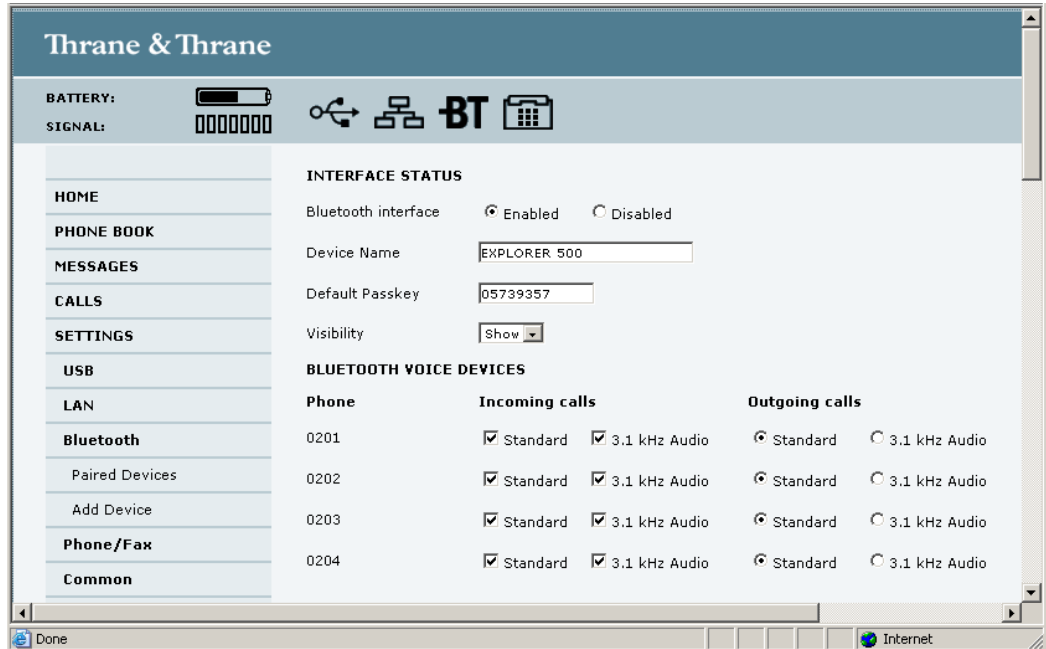 Thrane & Thrane
BATTERY:
SIGNAL:
BT
HOME
PHONE BOOK
MESSAGES
CALLS
SETTINGS
USB
LAN
Bluetooth
Paired Devices
Add Device
Phone/Fax
Common
INTERFACE STATUS
Bluetooth interface Enabled Disabled
Device Name EXPLORER 500
Default Passkey 05739357
Visibility Show
BLUETOOTH VOICE DEVICES
Phone Incoming calls Outgoing calls
0201 Standard 3.1 kHz Audio Standard 3.1 kHz Audio
0202 Standard 3.1 kHz Audio Standard 3.1 kHz Audio
0203 Standard 3.1 kHz Audio Standard 3.1 kHz Audio
0204 Standard 3.1 kHz Audio Standard 3.1 kHz Audio
Done Internet